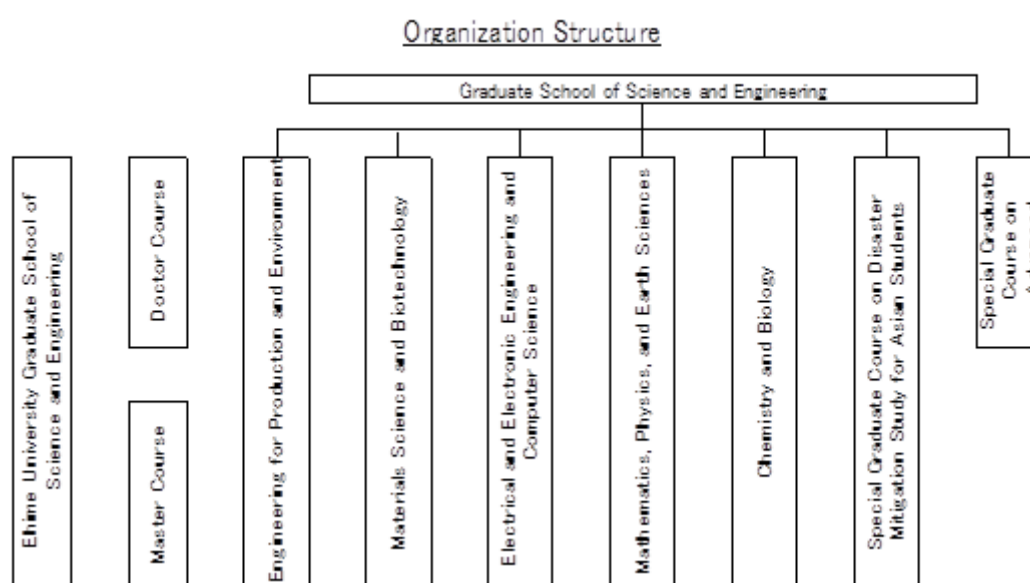 Organization Structure
Graduate School of Science and Engineering
Ehime University Graduate School of
Science and Engineering
Doctor Course
Master Course
Engineering for Production and Environment
Materials Science and Biotechnology
Electrical and Electronic Engineering and
Computer Science
Mathematics, Physics, and Earth Sciences
Chemistry and Biology
Special Graduate Course on Disaster
Mitigation Study for Asian Students
Special Graduate
Course on